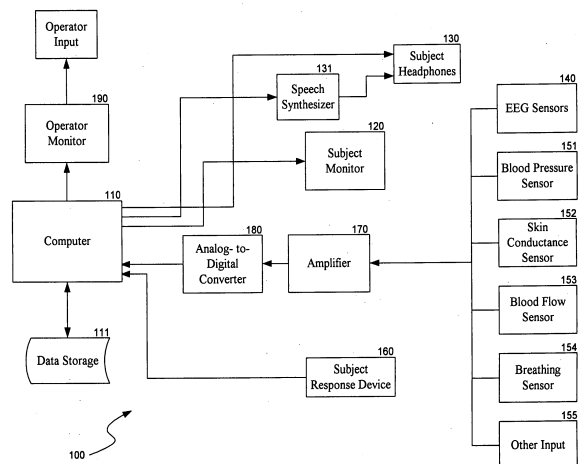 Operator
Input
190
Operator
Monitor
110
Computer
111
Data Storage
100
131
Speech
Synthesizer
130
Subject
Headphones
120
Subject
Monitor
180
Analog- to-
Digital
Converter
170
Amplifier
160
Subject
Response Device
140
EEG Sensors
151
Blood Pressure
Sensor
152
Skin
Conductance
Sensor
153
Blood Flow
Sensor
154
Breathing
Sensor
155
Other Input